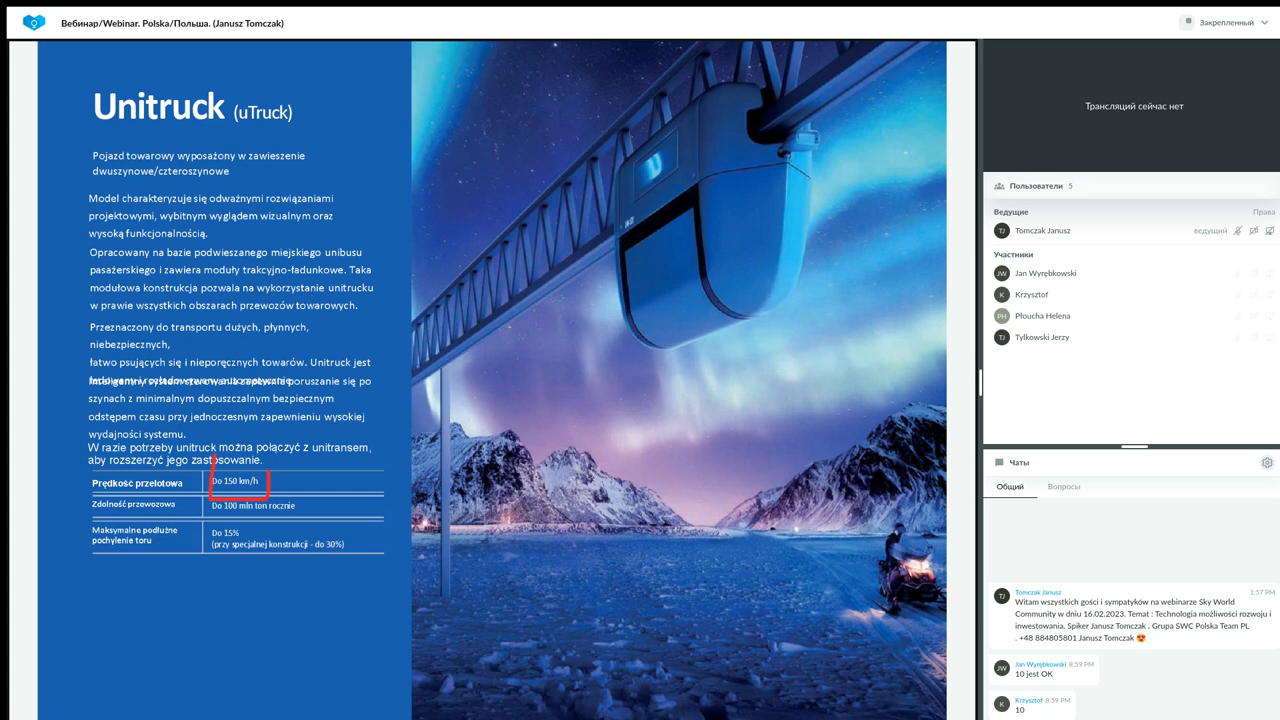 Вебинар/Webinar. Polska/Польша. (Janusz Tomczak)
Закрепленный
Unitruck (uTruck)
Pojazd towarowy wyposażony w zawieszenie
dwuszynowe/czteroszynowe
Model charakteryzuje się odważnymi rozwiązaniami
projektowymi, wybitnym wyglądem wizualnym oraz
wysoką funkcjonalnością.
Opracowany na bazie podwieszanego miejskiego unibusu
pasażerskiego i zawiera moduły trakcyjno-ładunkowe. Taka
modułowa konstrukcja pozwala na wykorzystanie unitrucku
w prawie wszystkich obszarach przewozów towarowych.
Przeznaczony do transportu dużych, płynnych,
niebezpiecznych,
łatwo psujących się i nieporęcznych towarów. Unitruck jest
poruszanie się po
szynach z minimalnym dopuszczalnym bezpiecznym
odstępem czasu przy jednoczesnym zapewnieniu wysokiej
wydajności systemu.
W razie potrzeby unitruck można połączyć z unitransem,
aby rozszerzyć jego zastosowanie.
Prędkość przelotowa
Do 150 km/h
Zdolność przewozowa
Do 100 mln ton rocznie
Maksymalne podłużne
pochylenie toru
Do 15%
(przy specjalnej konstrukcji - do 30%)
Трансляций сейчас нет
Пользователи 5
Ведущие Права
TJ Tomczak Janusz ведущий
Участники
JW Jan Wyrębkowski
K Krzysztof
PH Płoucha Helena
TJ Tylkowski Jerzy
Чаты
Общий Вопросы
TJ Tomczak Janusz 1:57 PM
Witam wszystkich gości i sympatyków na webinarze Sky World
Community w dniu 16.02.2023. Temat : Technologia możliwości rozwoju i
inwestowania. Spiker Janusz Tomczak . Grupa SWC Polska Team PL
. +48 884805801 Janusz Tomczak 😍
JW Jan Wyrębkowski 8:59 PM
10 jest OK
K Krzysztof 8:59 PM
10